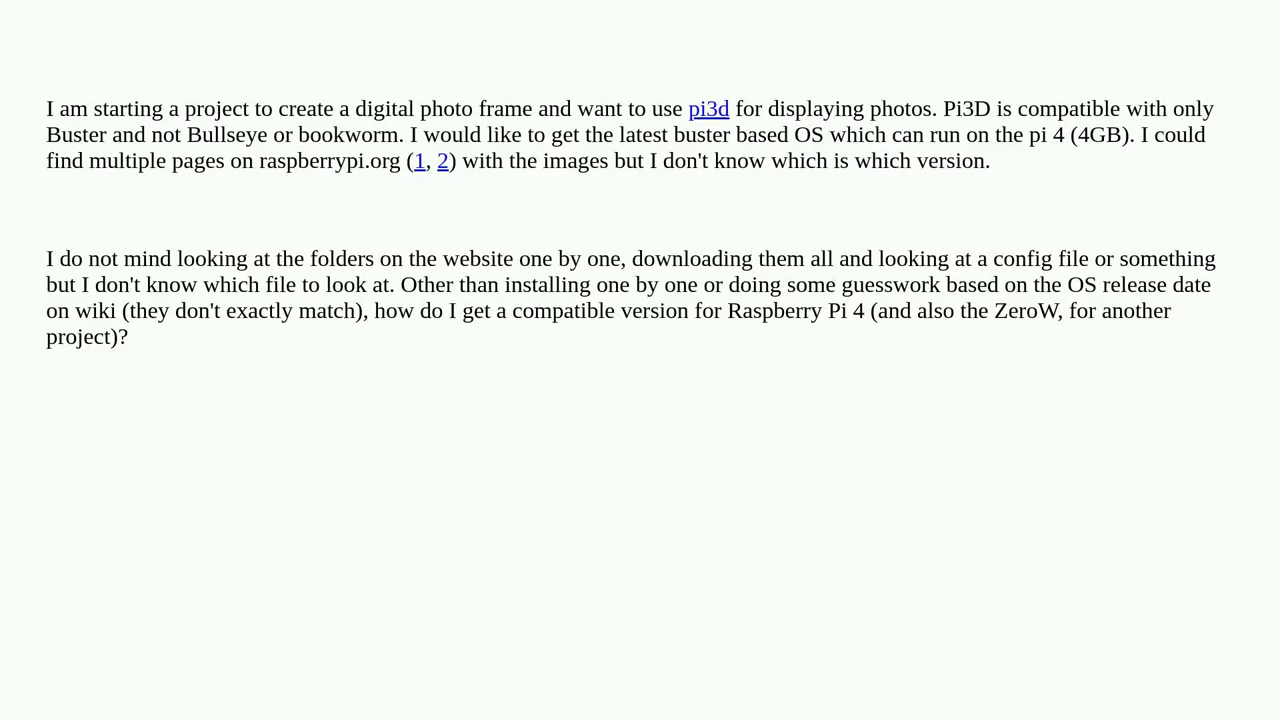 I am starting a project to create a digital photo frame and want to use pi3d for displaying photos. Pi3D is compatible with only
Buster and not Bullseye or bookworm. I would like to get the latest buster based OS which can run on the pi 4 (4GB). I could
find multiple pages on raspberrypi.org (1, 2) with the images but I don't know which is which version.
I do not mind looking at the folders on the website one by one, downloading them all and looking at a config file or something
but I don't know which file to look at. Other than installing one by one or doing some guesswork based on the OS release date
on wiki (they don't exactly match), how do I get a compatible version for Raspberry Pi 4 (and also the ZeroW, for another
project)?